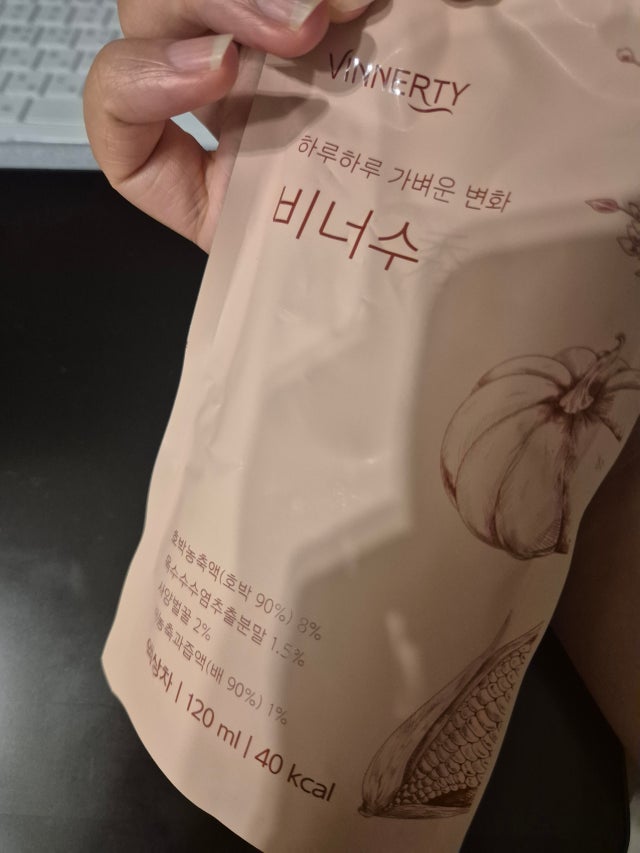 VINNERTY
하루하루 가벼운 변화
비너수
호박농축액(호박 90%) 8%
옥수수수염추출분말 1.5%
사양벌꿀 2%
배농축과즙액(배 90%) 1%
액상차 | 120 ml | 40 kcal